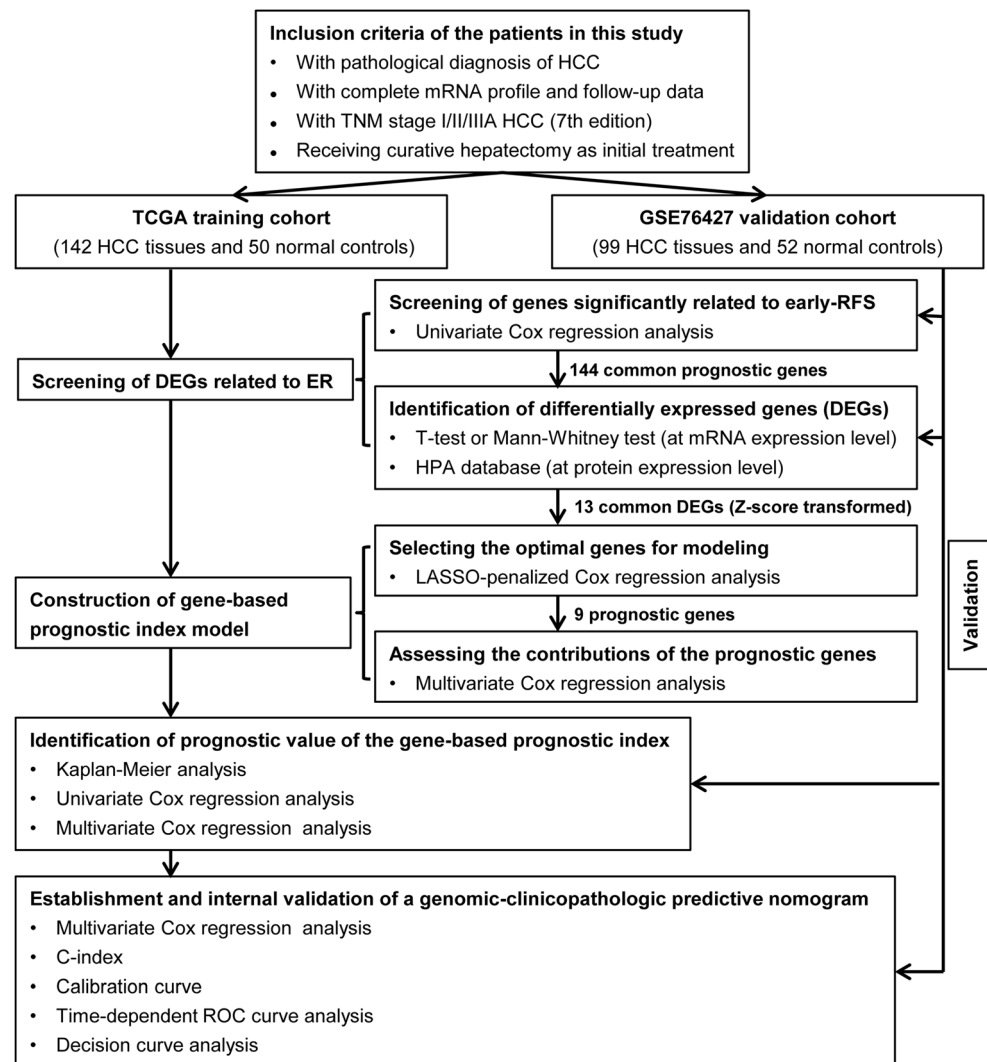 Inclusion criteria of the patients in this study
• With pathological diagnosis of HCC
• With complete mRNA profile and follow-up data
• With TNM stage I/II/IIIA HCC (7th edition)
• Receiving curative hepatectomy as initial treatment
TCGA training cohort
(142 HCC tissues and 50 normal controls)
GSE76427 validation cohort
(99 HCC tissues and 52 normal controls)
Screening of genes significantly related to early-RFS
• Univariate Cox regression analysis
144 common prognostic genes
Screening of DEGs related to ER
Identification of differentially expressed genes (DEGs)
• T-test or Mann-Whitney test (at mRNA expression level)
• HPA database (at protein expression level)
13 common DEGs (Z-score transformed)
Selecting the optimal genes for modeling
• LASSO-penalized Cox regression analysis
9 prognostic genes
Construction of gene-based
prognostic index model
Assessing the contributions of the prognostic genes
• Multivariate Cox regression analysis
Validation
Identification of prognostic value of the gene-based prognostic index
• Kaplan-Meier analysis
• Univariate Cox regression analysis
• Multivariate Cox regression analysis
Establishment and internal validation of a genomic-clinicopathologic predictive nomogram
• Multivariate Cox regression analysis
• C-index
• Calibration curve
• Time-dependent ROC curve analysis
• Decision curve analysis